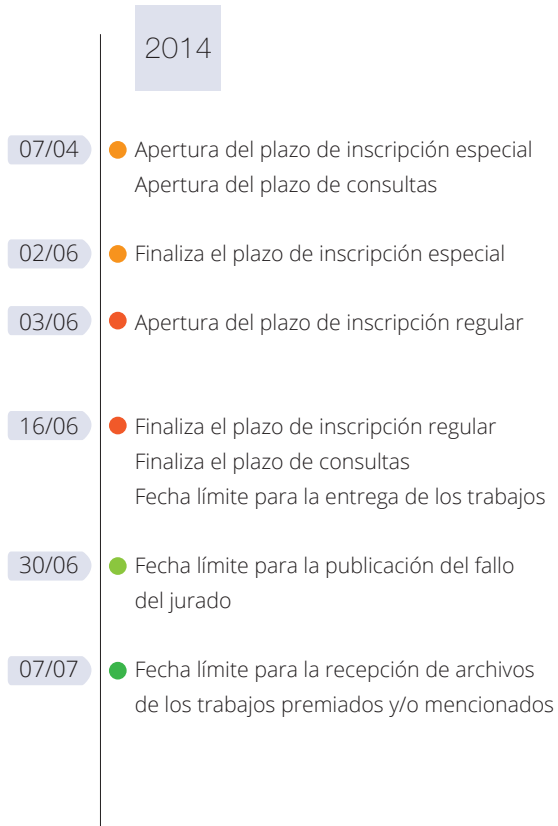 2014
07/04 Apertura del plazo de inscripción especial
Apertura del plazo de consultas
02/06 Finaliza el plazo de inscripción especial
03/06 Apertura del plazo de inscripción regular
16/06 Finaliza el plazo de inscripción regular
Finaliza el plazo de consultas
Fecha límite para la entrega de los trabajos
30/06 Fecha límite para la publicación del fallo
del jurado
07/07 Fecha límite para la recepción de archivos
de los trabajos premiados y/o mencionados